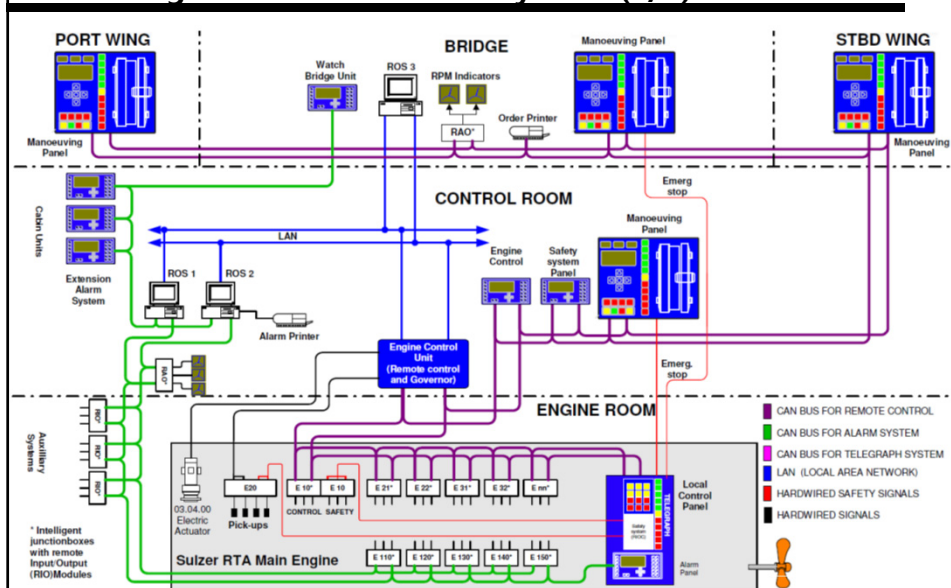 PORT WING
BRIDGE
STBD WING
Manoeuving Panel
Watch
Bridge Unit
ROS 3
RPM Indicators
RAO*
Order Printer
Manoeuving
Panel
Manoeuving
Panel
Emerg
stop
CONTROL ROOM
Cabin Units
LAN
Manoeuving
Panel
Engine
Control
Safety
system
Panel
Extension
Alarm
System
ROS 1
ROS 2
Alarm Printer
Engine Control
Unit
(Remote control
and Governor)
RAO*
Emerg.
stop
ENGINE ROOM
Auxilliary
Systems
RIO*
RIO*
RIO*
CAN BUS FOR REMOTE CONTROL
CAN BUS FOR ALARM SYSTEM
CAN BUS FOR TELEGRAPH SYSTEM
LAN (LOCAL AREA NETWORK)
HARDWIRED SAFETY SIGNALS
HARDWIRED SIGNALS
03.04.00
Electric
Actuator
E20
Pick-ups
E 10*
E 10
CONTROL SAFETY
E 21*
E 22*
E 31*
E 32*
E nn*
TELEGRAPH
Local
Control
Panel
Safety
system
* Intelligent
junctionboxes
with remote
Input/Output
(RIO)Modules
Sulzer RTA Main Engine
E 110*
E 120*
E 130*
E 140*
E 150*
Alarm
Panel